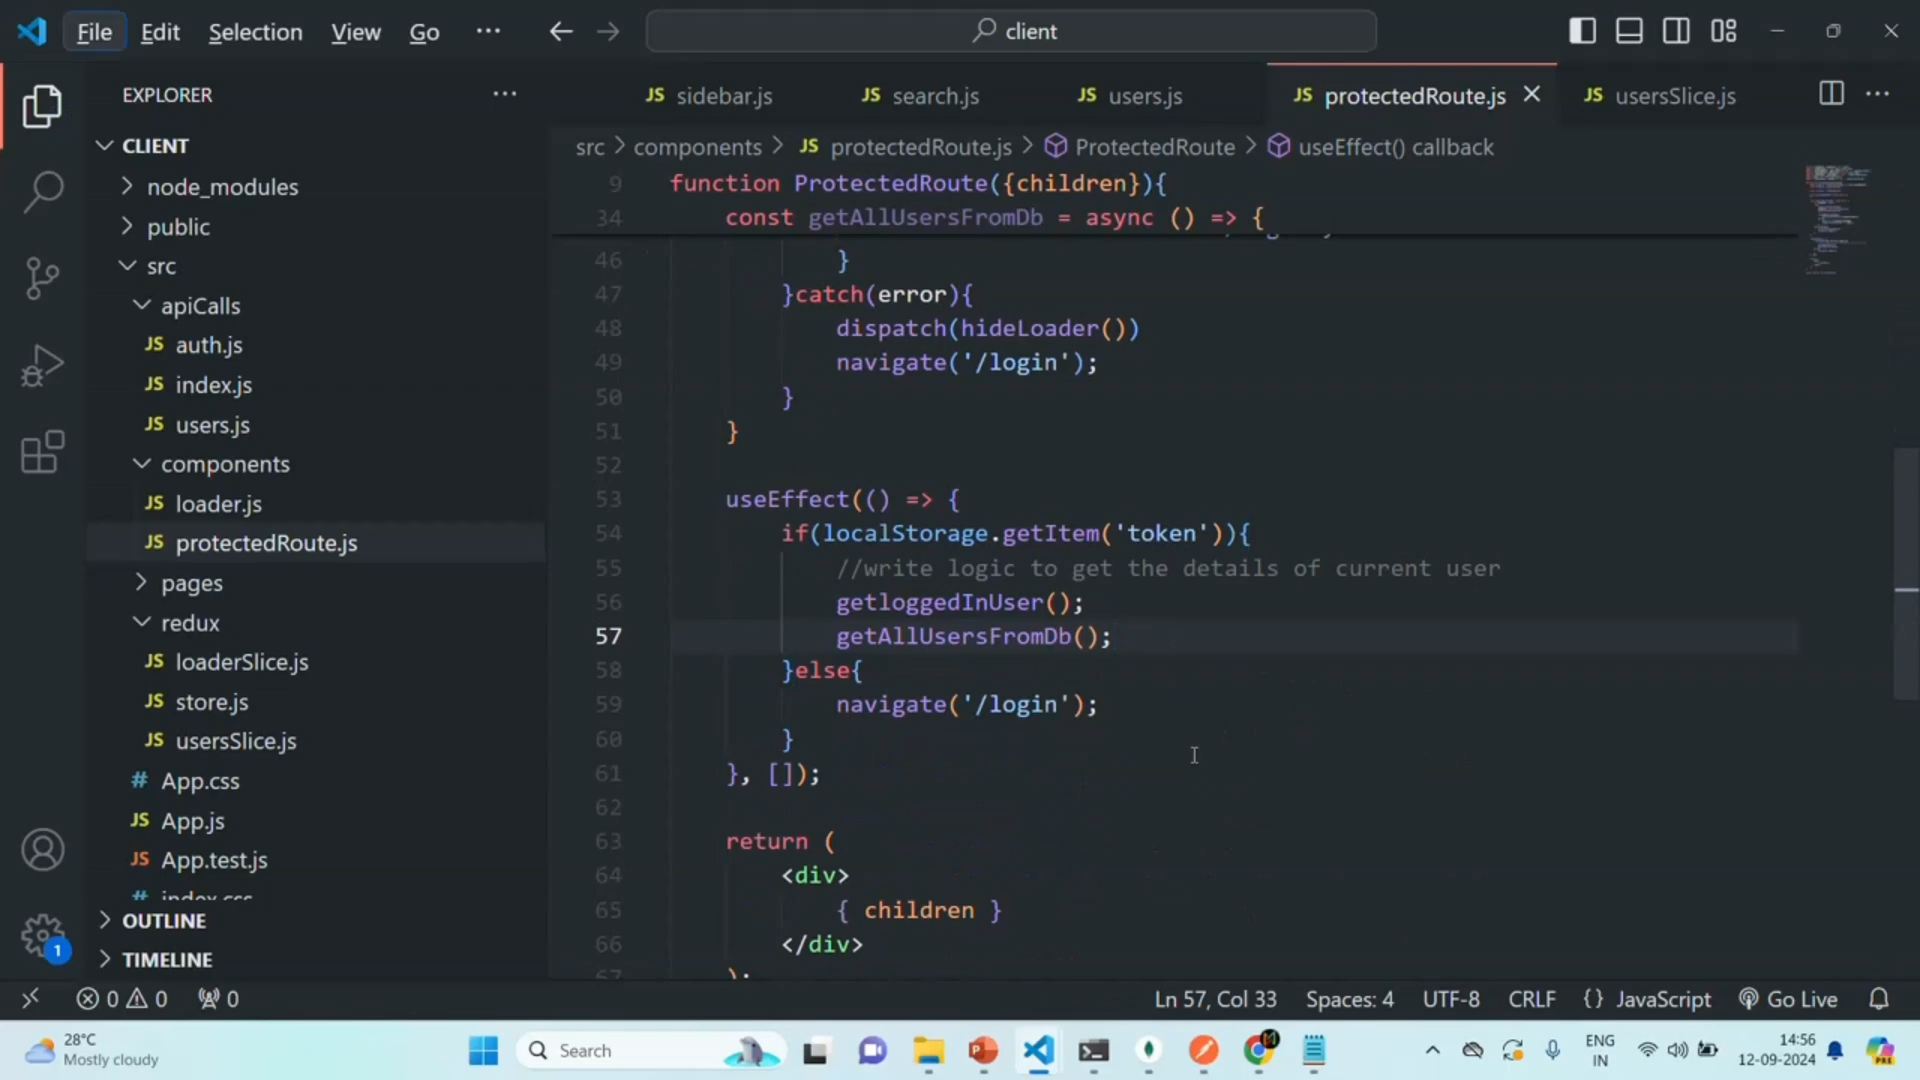 File Edit Selection View Go ··· client
EXPLORER ···
JS sidebar.js JS search.js JS users.js JS protectedRoute.js JS usersSlice.js ···
CLIENT
node_modules
public
src
apiCalls
JS auth.js
JS index.js
JS users.js
components
JS loader.js
JS protectedRoute.js
pages
redux
JS loaderSlice.js
JS store.js
JS usersSlice.js
# App.css
JS App.js
JS App.test.js
# index.css
OUTLINE
TIMELINE
src > components > JS protectedRoute.js > ProtectedRoute > useEffect() callback
9 function ProtectedRoute({children}){
34 const getAllUsersFromDb = async () => {
46 }
47 }catch(error){
48 dispatch(hideLoader())
49 navigate('/login');
50 }
51 }
52
53 useEffect(() => {
54 if(localStorage.getItem('token')){
55 //write logic to get the details of current user
56 getloggedInUser();
57 getAllUsersFromDb();
58 }else{
59 navigate('/login');
60 }
61 }, []);
62
63 return (
64 <div>
65 { children }
66 </div>
67 );
1
0 0 0 Ln 57, Col 33 Spaces: 4 UTF-8 CRLF {} JavaScript Go Live
28°C
Mostly cloudy
Search
ENG
IN
14:56
12-09-2024
PRE